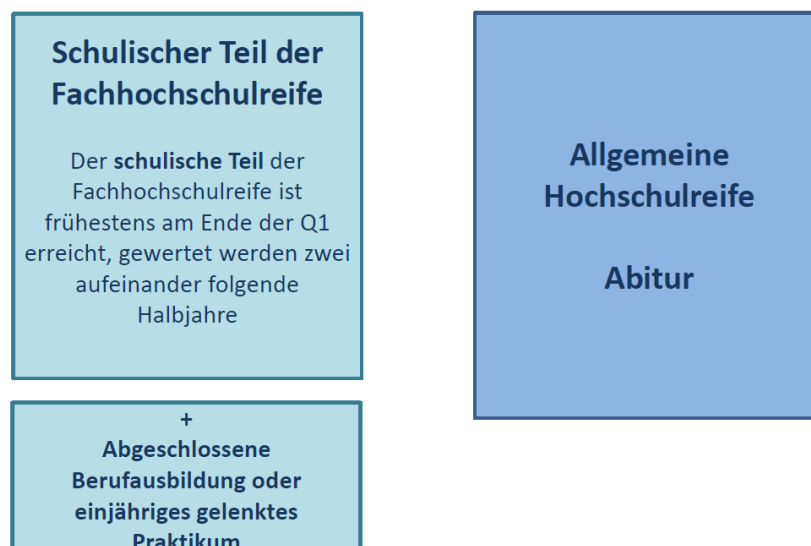 Schulischer Teil der
Fachhochschulreife
Der schulische Teil der
Fachhochschulreife ist
frühestens am Ende der Q1
erreicht, gewertet werden zwei
aufeinander folgende
Halbjahre
+
Abgeschlossene
Berufausbildung oder
einjähriges gelenktes
Praktikum
Allgemeine
Hochschulreife
Abitur